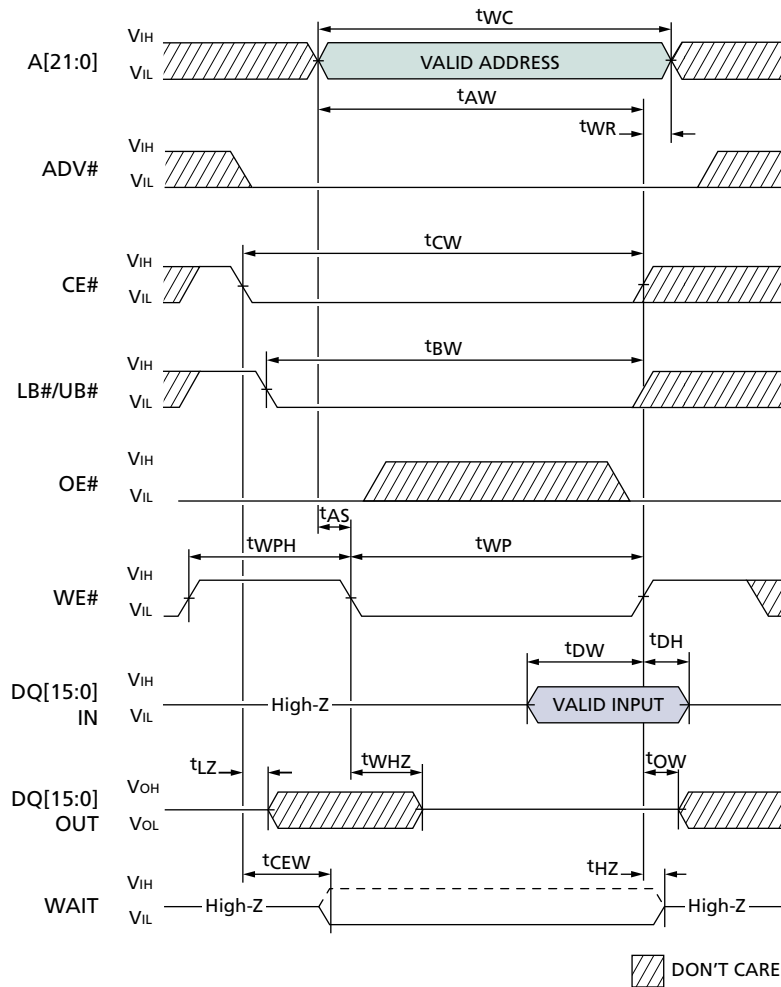 tWC
VIH
A[21:0]
VIL
VALID ADDRESS
tAW
tWR
VIH
ADV#
VIL
tCW
VIH
CE#
VIL
tBW
VIH
LB#/UB#
VIL
VIH
OE#
VIL
tAS
tWPH
tWP
VIH
WE#
VIL
tDW
tDH
VIH
DQ[15:0]
IN
VIL
High-Z
VALID INPUT
tLZ
tWHZ
tOW
VOH
DQ[15:0]
OUT
VOL
tCEW
tHZ
VIH
WAIT
VIL
High-Z
High-Z
DON'T CARE